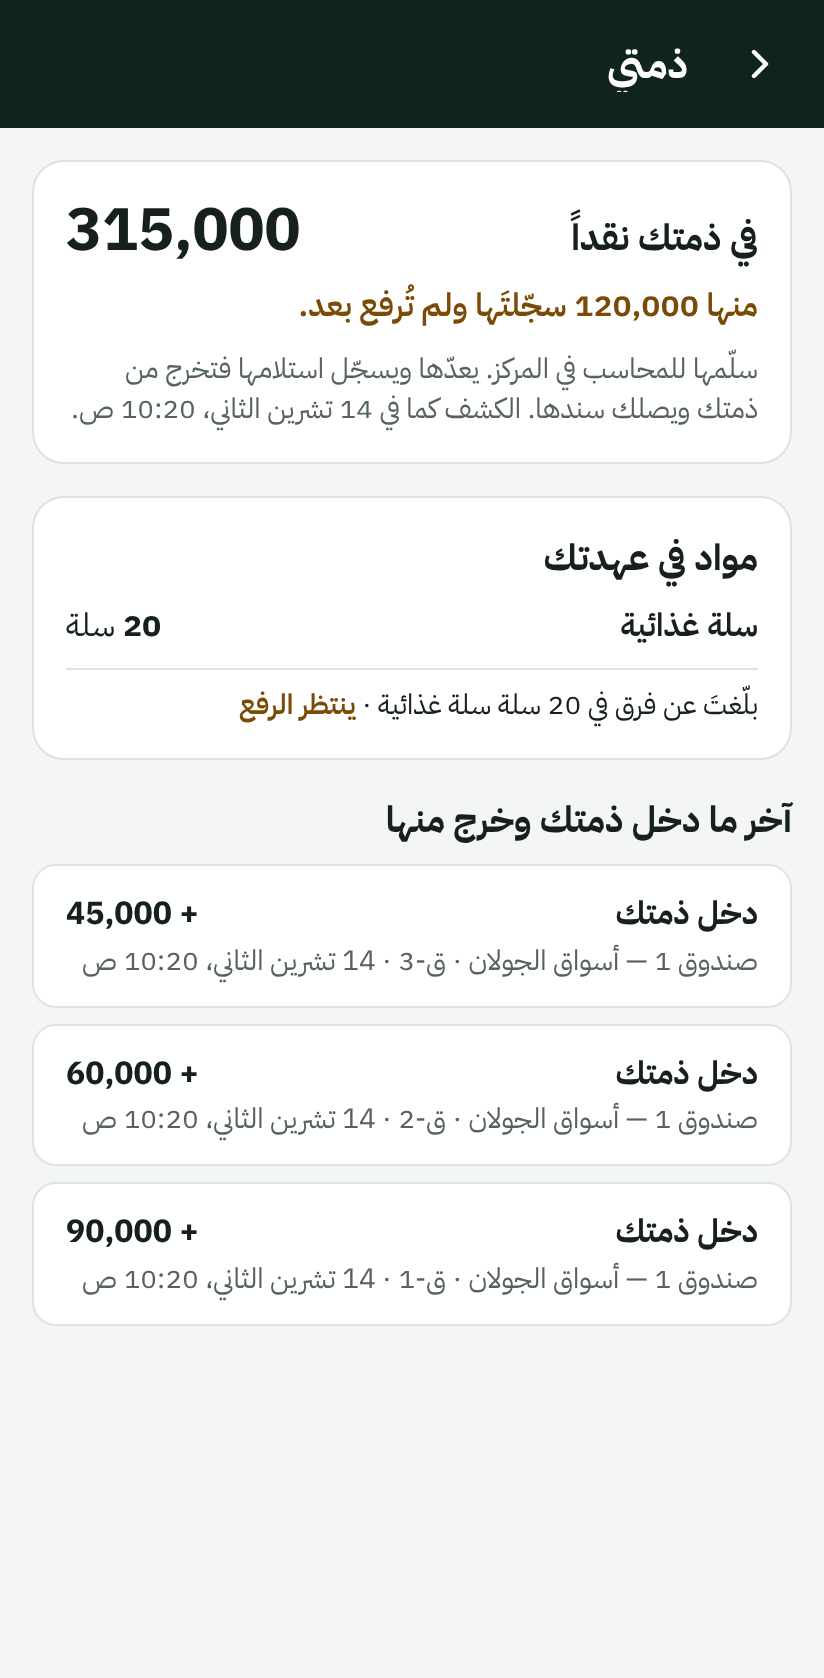 ذمتي
في ذمتك نقداً
315,000
منها 120,000 سجّلتَها ولم تُرفع بعد.
سلّمها للمحاسب في المركز. يعدّها ويسجّل استلامها فتخرج من
ذمتك ويصلك سندها. الكشف كما في 14 تشرين الثاني، 10:20 ص.
مواد في عهدتك
سلة غذائية
20 سلة
بلّغتَ عن فرق في 20 سلة سلة غذائية · ينتظر الرفع
آخر ما دخل ذمتك وخرج منها
دخل ذمتك
45,000 +
صندوق 1 — أسواق الجولان · ق-3 · 14 تشرين الثاني، 10:20 ص
دخل ذمتك
60,000 +
صندوق 1 — أسواق الجولان · ق-2 · 14 تشرين الثاني، 10:20 ص
دخل ذمتك
90,000 +
صندوق 1 — أسواق الجولان · ق-1 · 14 تشرين الثاني، 10:20 ص